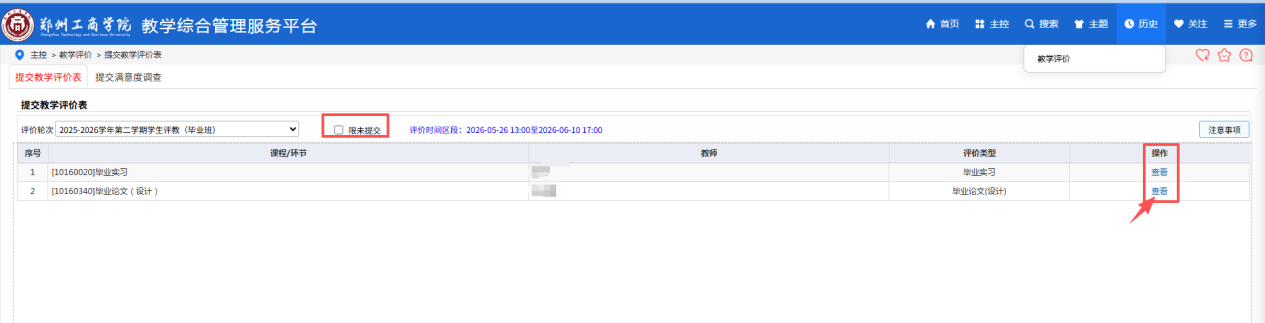 郑州工商学院 教学综合管理服务平台 首页 主控 搜索 主题 历史 关注 更多
Zhengzhou Technology and Business University
主控 > 教学评价 > 提交教学评价表 教学评价
提交教学评价表 提交满意度调查
提交教学评价表
评价轮次 2025-2026学年第二学期学生评教（毕业班） 限未提交 评价时间区段：2026-05-26 13:00至2026-06-10 17:00 注意事项
序号 课程/环节 教师 评价类型 操作
1 [10160020]毕业实习 毕业实习 查看
2 [10160340]毕业论文（设计） 毕业论文(设计) 查看